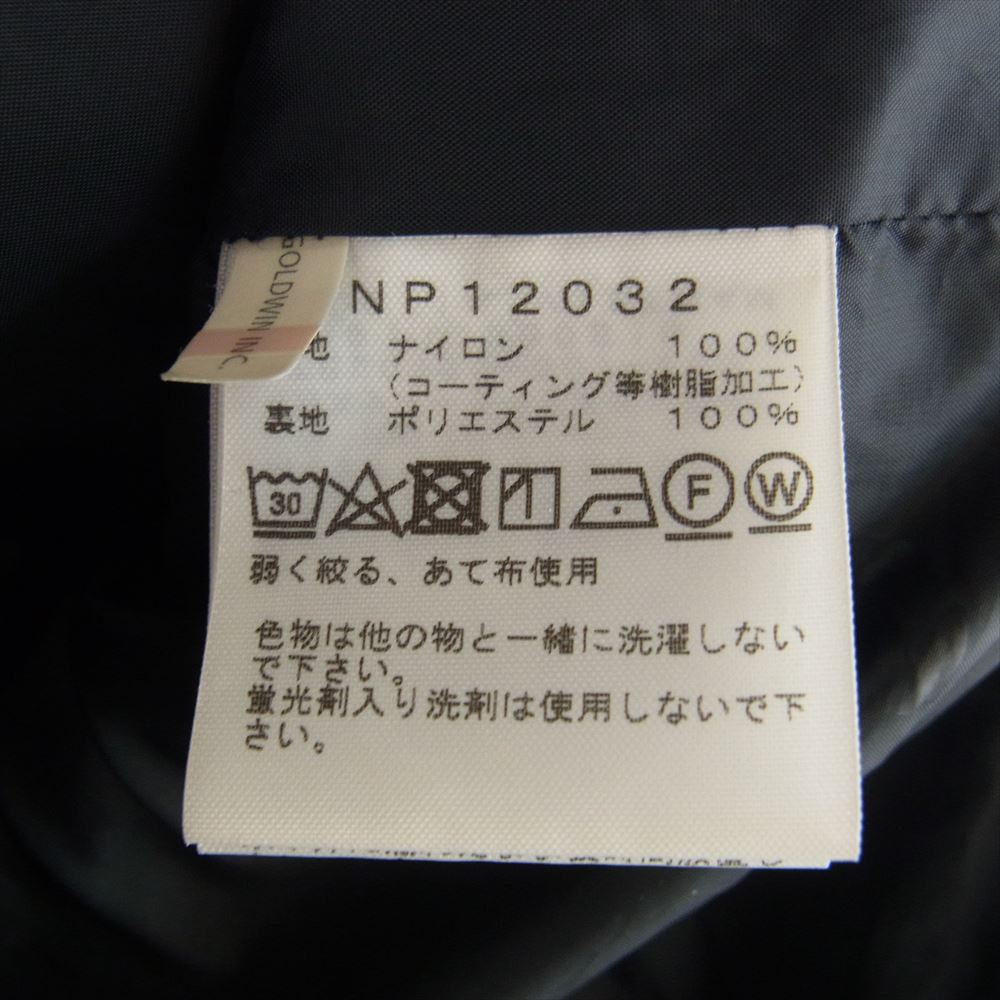 GOLDWIN INC.
NP12032
地 ナイロン 100%
(コーティング等樹脂加工)
裏地 ポリエステル 100%
30 F W
弱く絞る、あて布使用
色物は他の物と一緒に洗濯しない
で下さい。
蛍光剤入り洗剤は使用しないで下
さい。